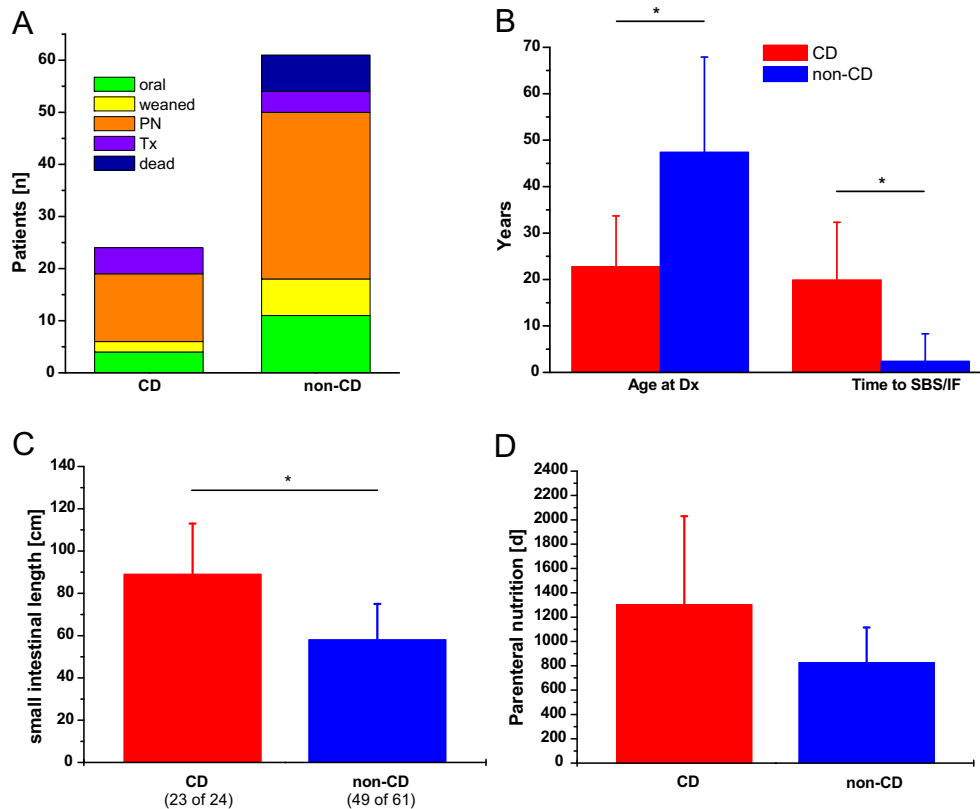 A
Patients [n]
60
50
40
30
20
10
0
oral
weaned
PN
Tx
dead
CD non-CD
B
*
*
CD
non-CD
Years
70
60
50
40
30
20
10
0
Age at Dx Time to SBS/IF
C
*
small intestinal length [cm]
140
120
100
80
60
40
20
0
CD non-CD
(23 of 24) (49 of 61)
D
Parenteral nutrition [d]
2400
2200
2000
1800
1600
1400
1200
1000
800
600
400
200
0
CD non-CD